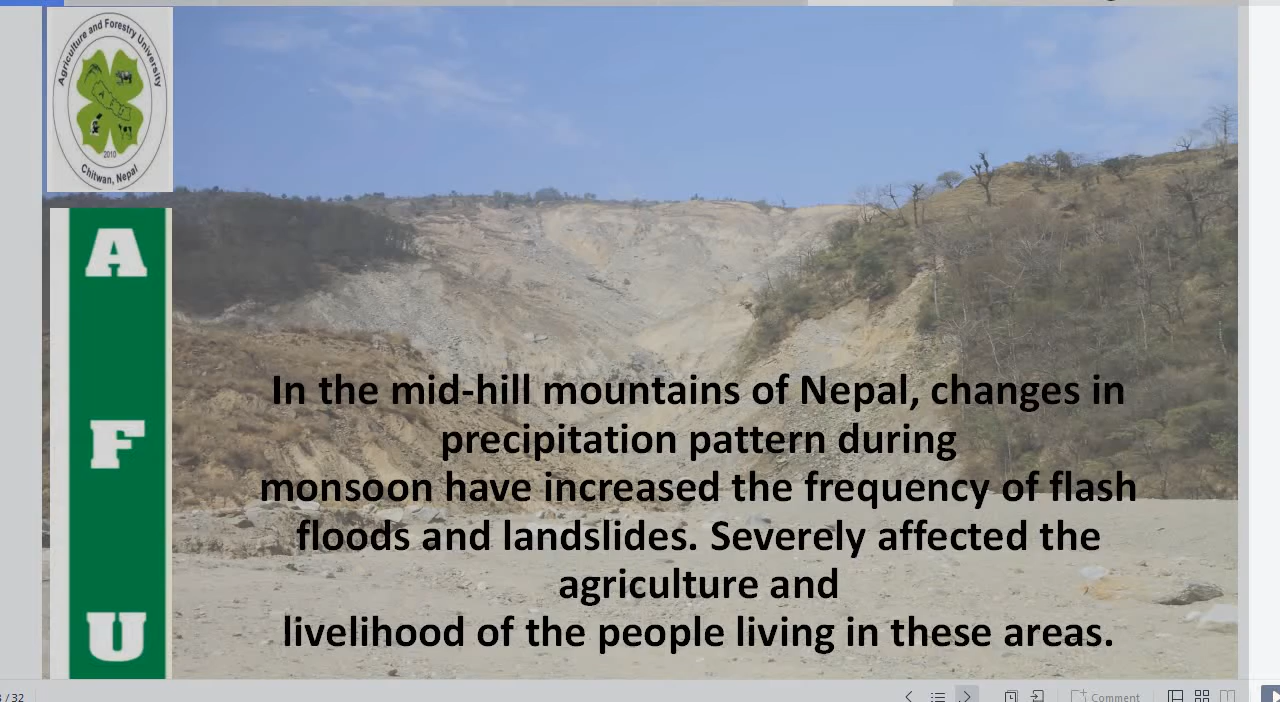 Agriculture and Forestry University
2010
Chitwan, Nepal
A
F
U
In the mid-hill mountains of Nepal, changes in
precipitation pattern during
monsoon have increased the frequency of flash
floods and landslides. Severely affected the
agriculture and
livelihood of the people living in these areas.
/ 32
Comment